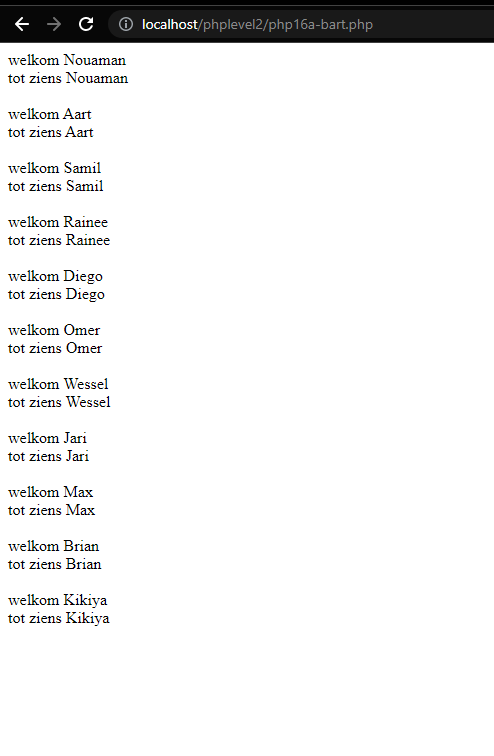 localhost/phplevel2/php16a-bart.php
welkom Nouaman
tot ziens Nouaman
welkom Aart
tot ziens Aart
welkom Samil
tot ziens Samil
welkom Rainee
tot ziens Rainee
welkom Diego
tot ziens Diego
welkom Omer
tot ziens Omer
welkom Wessel
tot ziens Wessel
welkom Jari
tot ziens Jari
welkom Max
tot ziens Max
welkom Brian
tot ziens Brian
welkom Kikiya
tot ziens Kikiya